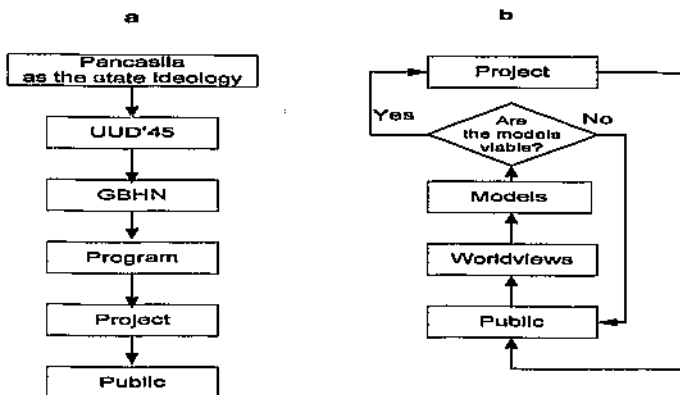 a
Pancasila
as the state Ideology
UUD'45
GBHN
Program
Project
Public
b
Project
Yes
Are
the models
viable?
No
Models
Worldviews
Public